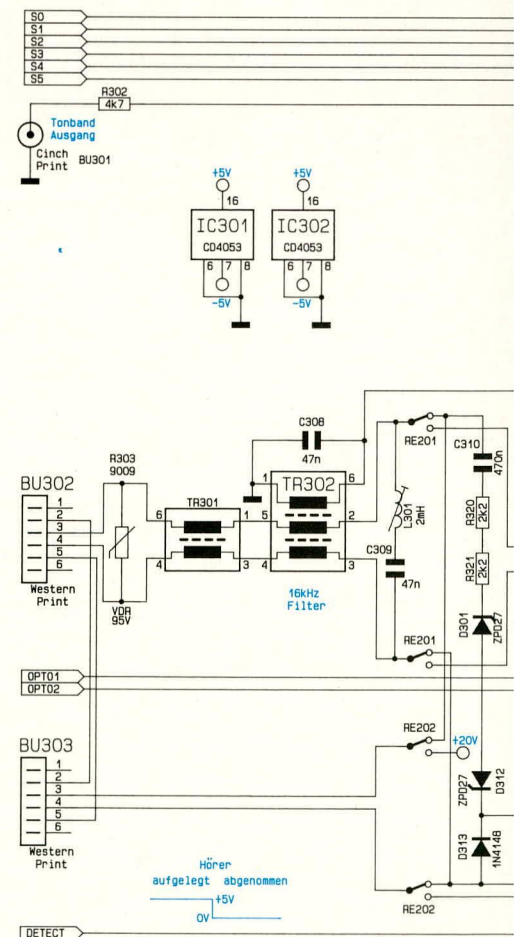 S0
S1
S2
S3
S4
S5
R302
4k7
Tonband
Ausgang
Cinch
Print
BU301
+5V
+5V
16
16
IC301
IC302
CD4053
CD4053
6 7 8
6 7 8
-5V
-5V
C308
47n
R303
9009
BU302
1
2
3
4
5
6
Western
Print
VDR
95V
TR301
6
1
4
3
TR302
1
6
5
2
4
3
16kHz
Filter
L301
2mH
C309
47n
RE201
C310
470n
R320
2k2
R321
2k2
D301
ZPD27
RE201
OPTO1
OPTO2
RE202
+20V
BU303
1
2
3
4
5
6
Western
Print
ZPD27
D312
D313
1N4148
RE202
Hörer
aufgelegt abgenommen
+5V
0V
DETECT